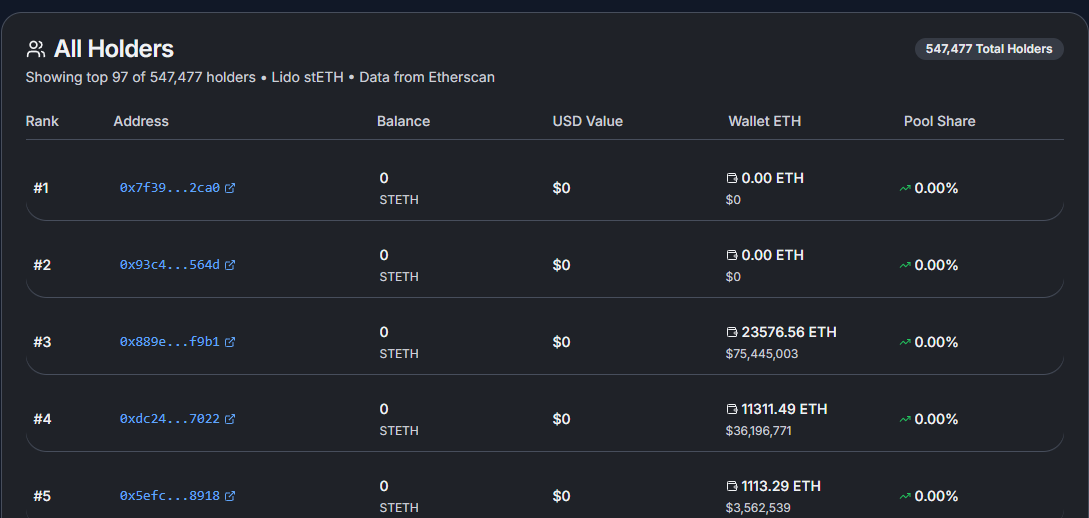 All Holders
547,477 Total Holders
Showing top 97 of 547,477 holders • Lido stETH • Data from Etherscan
Rank Address Balance USD Value Wallet ETH Pool Share
#1 0x7f39...2ca0 0 STETH $0 0.00 ETH $0 0.00%
#2 0x93c4...564d 0 STETH $0 0.00 ETH $0 0.00%
#3 0x889e...f9b1 0 STETH $0 23576.56 ETH $75,445,003 0.00%
#4 0xdc24...7022 0 STETH $0 11311.49 ETH $36,196,771 0.00%
#5 0x5efc...8918 0 STETH $0 1113.29 ETH $3,562,539 0.00%